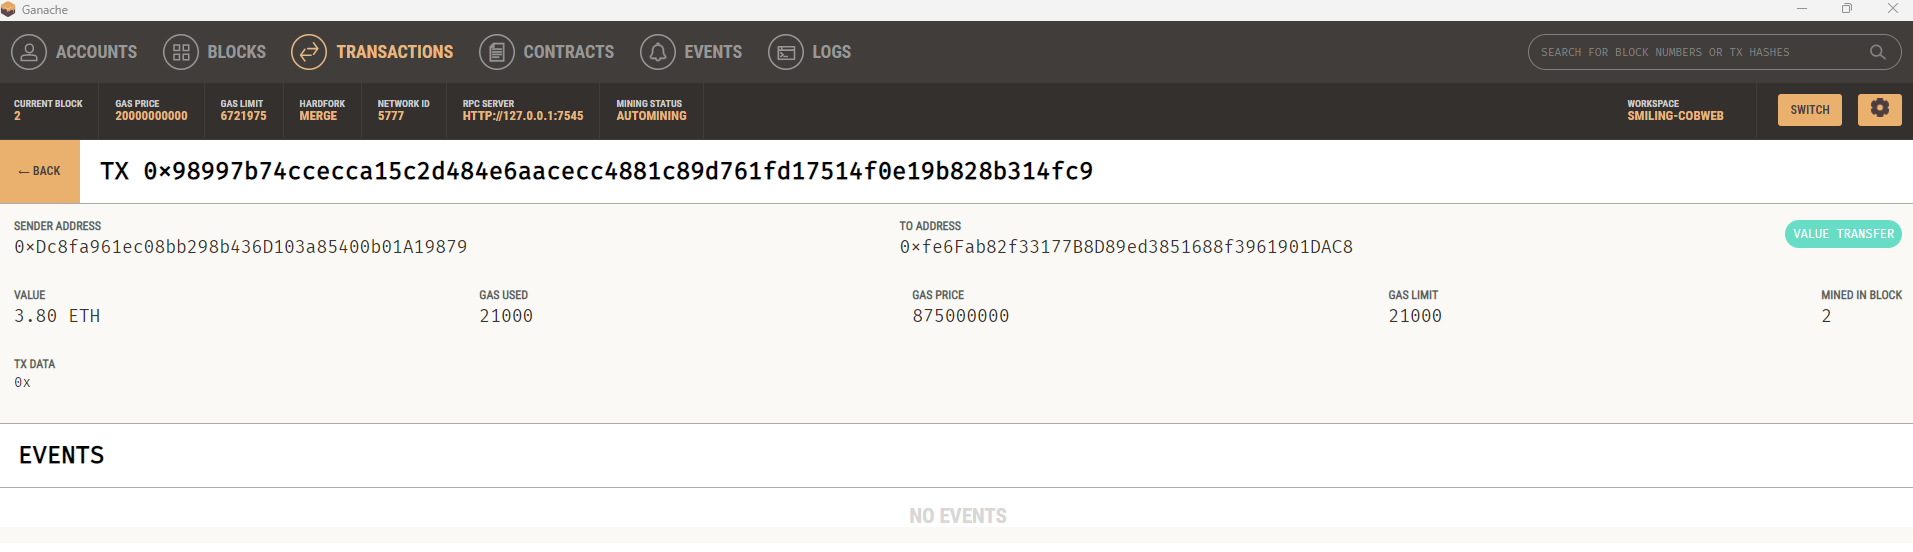 Ganache
ACCOUNTS BLOCKS TRANSACTIONS CONTRACTS EVENTS LOGS SEARCH FOR BLOCK NUMBERS OR TX HASHES
CURRENT BLOCK GAS PRICE GAS LIMIT HARDFORK NETWORK ID RPC SERVER MINING STATUS WORKSPACE
2 20000000000 6721975 MERGE 5777 HTTP://127.0.0.1:7545 AUTOMINING SMILING-COBWEB SWITCH
← BACK TX 0×98997b74ccecca15c2d484e6aacecc4881c89d761fd17514f0e19b828b314fc9
SENDER ADDRESS TO ADDRESS
0×Dc8fa961ec08bb298b436D103a85400b01A19879 0×fe6Fab82f33177B8D89ed3851688f3961901DAC8 VALUE TRANSFER
VALUE GAS USED GAS PRICE GAS LIMIT MINED IN BLOCK
3.80 ETH 21000 875000000 21000 2
TX DATA
0x
EVENTS
NO EVENTS